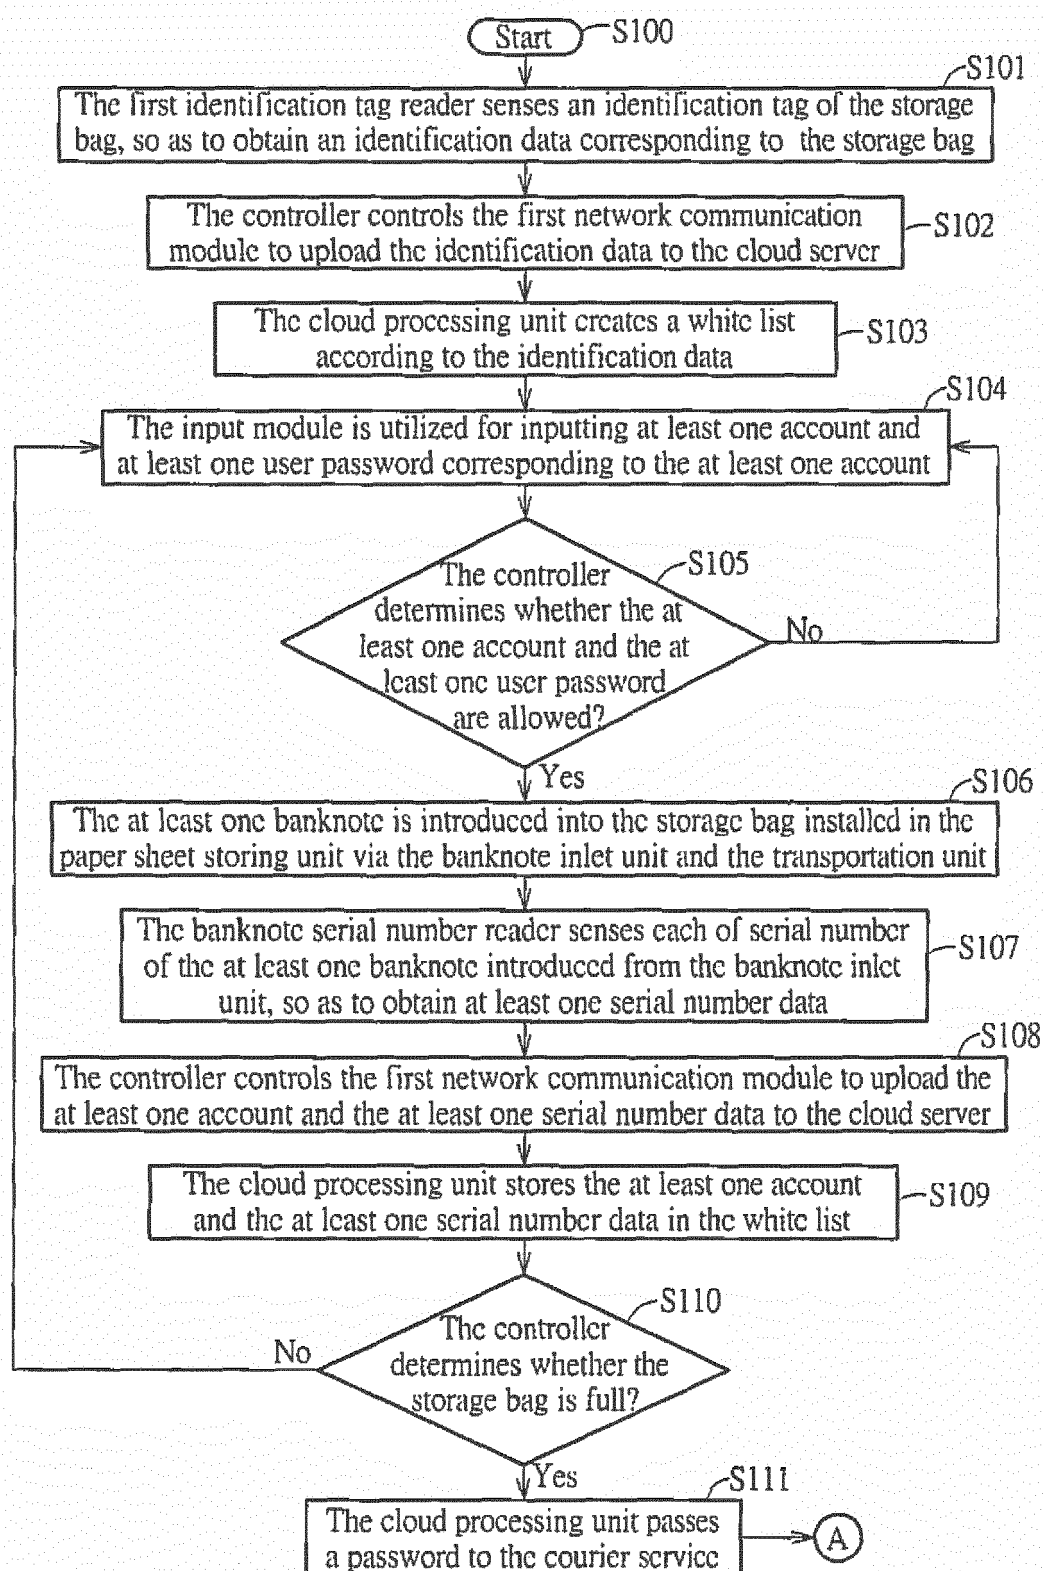 Start
S100
S101
The first identification tag reader senses an identification tag of the storage
bag, so as to obtain an identification data corresponding to the storage bag
The controller controls the first network communication
module to upload the identification data to the cloud server
S102
The cloud processing unit creates a white list
according to the identification data
S103
S104
The input module is utilized for inputting at least one account and
at least one user password corresponding to the at least one account
S105
The controller
determines whether the at
least one account and the at
least one user password
are allowed?
No
Yes
S106
The at least one banknote is introduced into the storage bag installed in the
paper sheet storing unit via the banknote inlet unit and the transportation unit
The banknote serial number reader senses each of serial number
of the at least one banknote introduced from the banknote inlet
unit, so as to obtain at least one serial number data
S107
S108
The controller controls the first network communication module to upload the
at least one account and the at least one serial number data to the cloud server
The cloud processing unit stores the at least one account
and the at least one serial number data in the white list
S109
S110
The controller
determines whether the
storage bag is full?
No
Yes
S111
The cloud processing unit passes
a password to the courier service
A